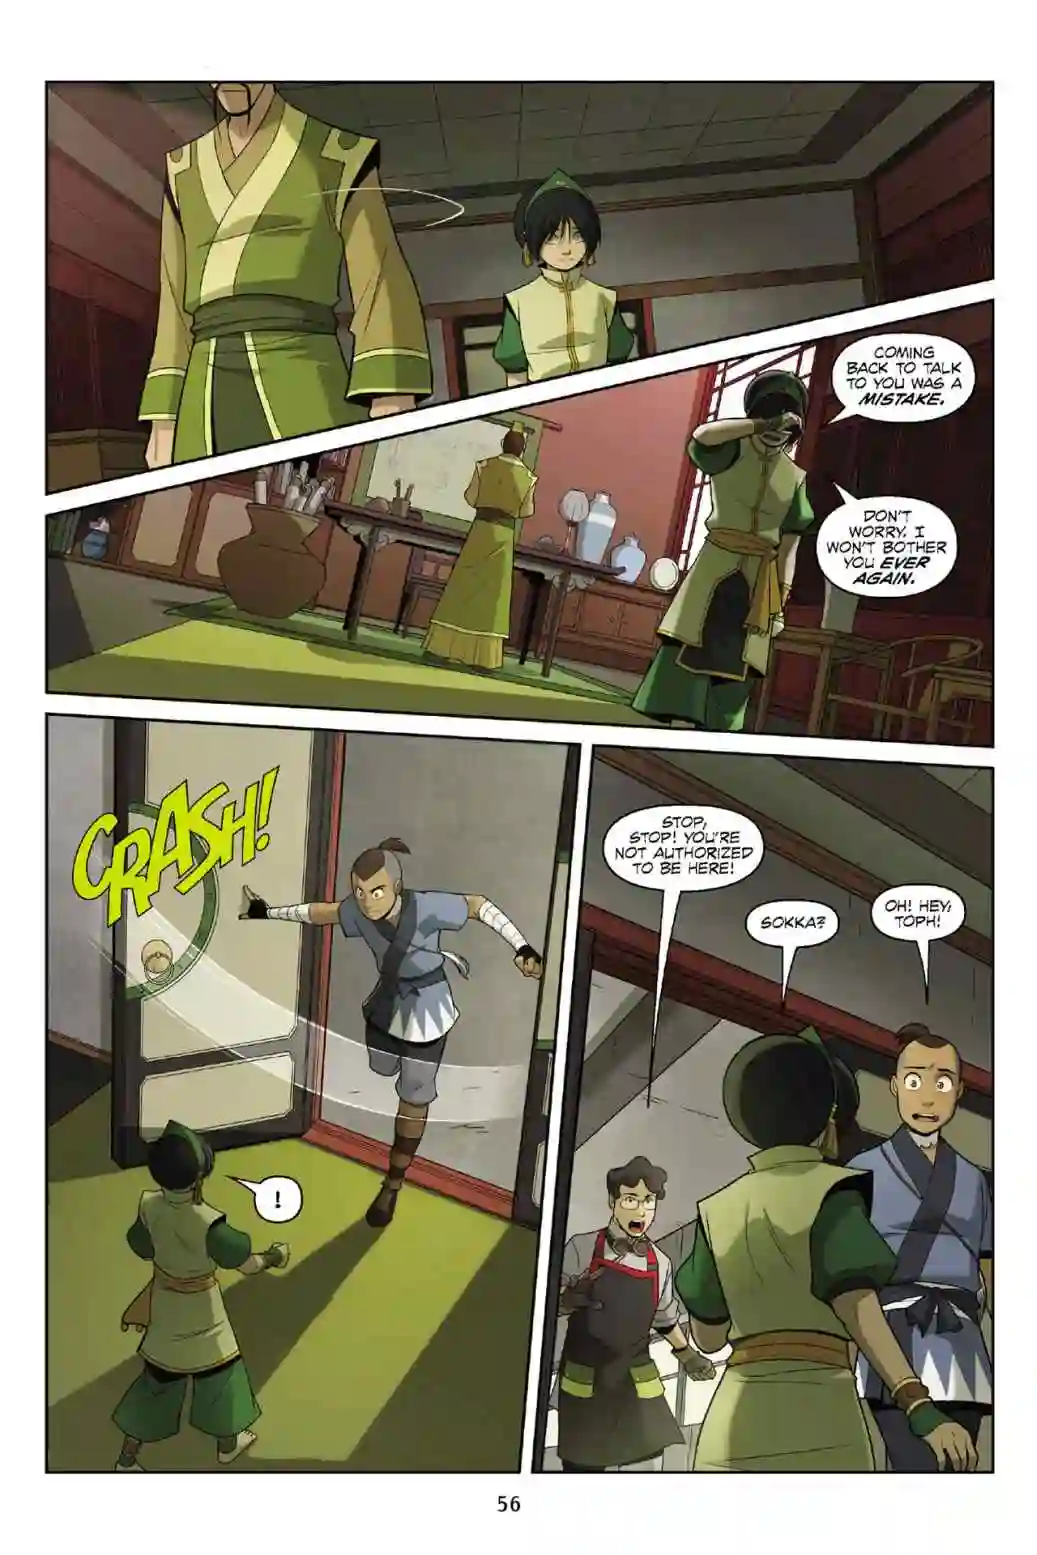 COMING
BACK TO TALK
TO YOU WAS A
MISTAKE.
DON'T
WORRY. I
WON'T BOTHER
YOU EVER
AGAIN.
CRASH!
!
STOP,
STOP! YOU'RE
NOT AUTHORIZED
TO BE HERE!
SOKKA?
OH! HEY,
TOPH!
56